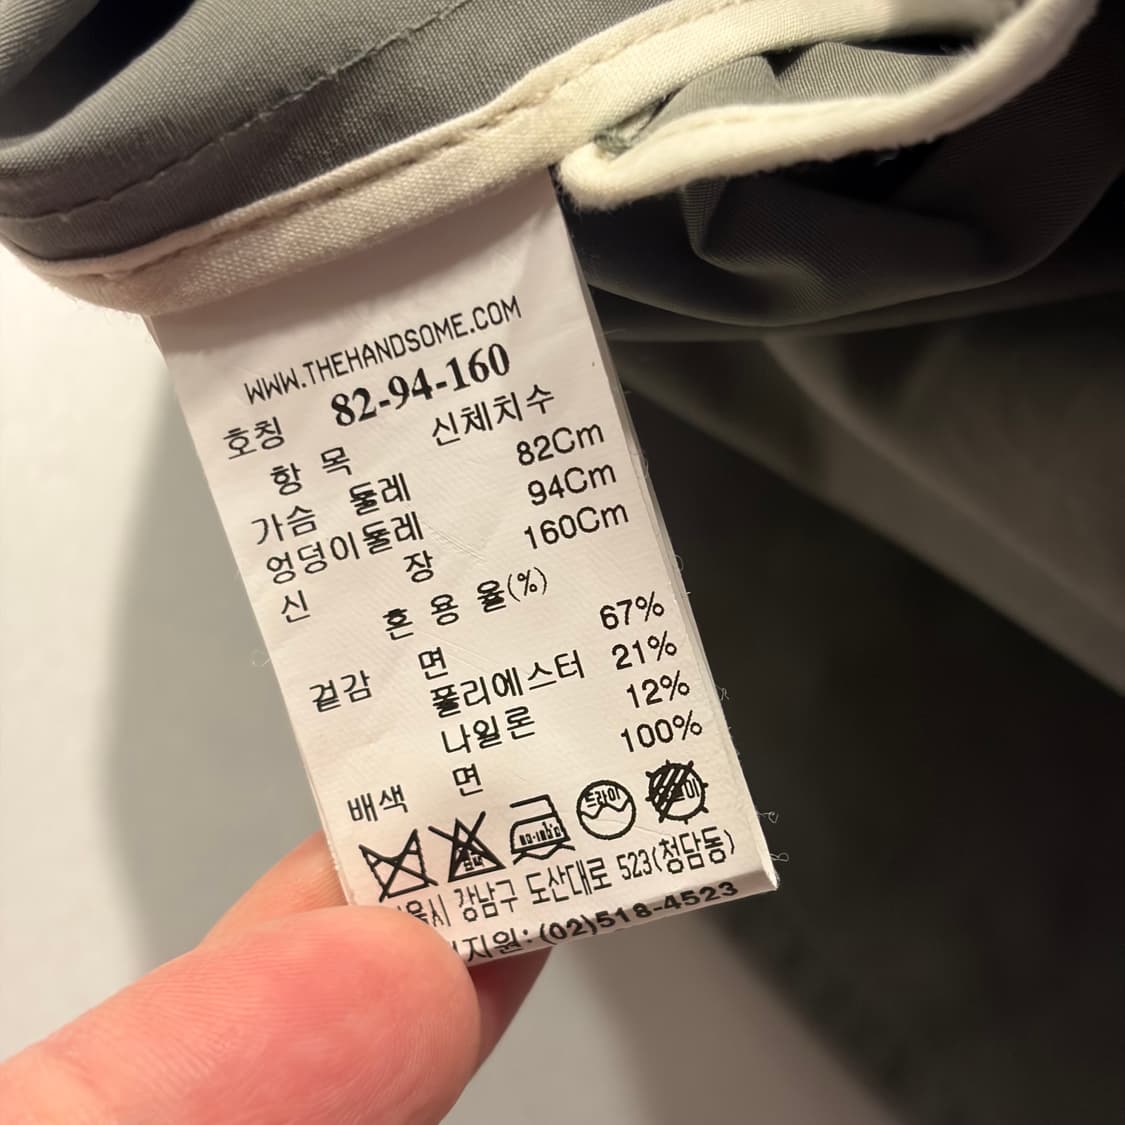 WWW.THEHANDSOME.COM
호칭 82-94-160
항 목 신체치수
가슴 둘레 82Cm
엉덩이둘레 94Cm
신 장 160Cm
혼 용 율(%)
겉감 면 67%
폴리에스터 21%
나일론 12%
배색 면 100%
드라이
강남구 도산대로 523(청담동)
지원: (02)518-4523